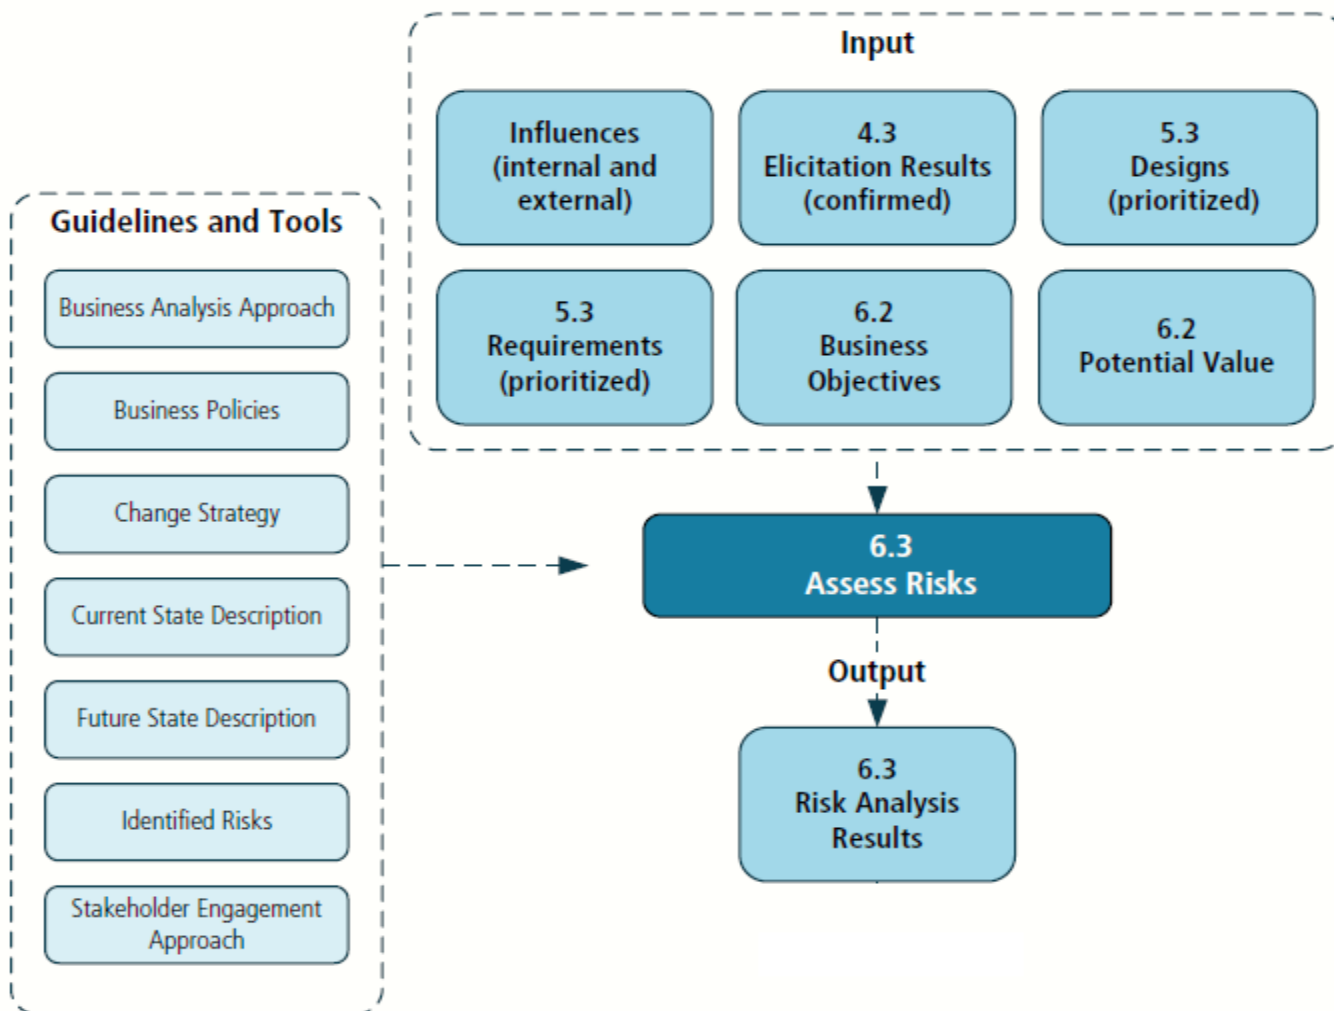 Input
Influences
(internal and
external)
4.3
Elicitation Results
(confirmed)
5.3
Designs
(prioritized)
5.3
Requirements
(prioritized)
6.2
Business
Objectives
6.2
Potential Value
Guidelines and Tools
Business Analysis Approach
Business Policies
Change Strategy
Current State Description
Future State Description
Identified Risks
Stakeholder Engagement
Approach
6.3
Assess Risks
Output
6.3
Risk Analysis
Results